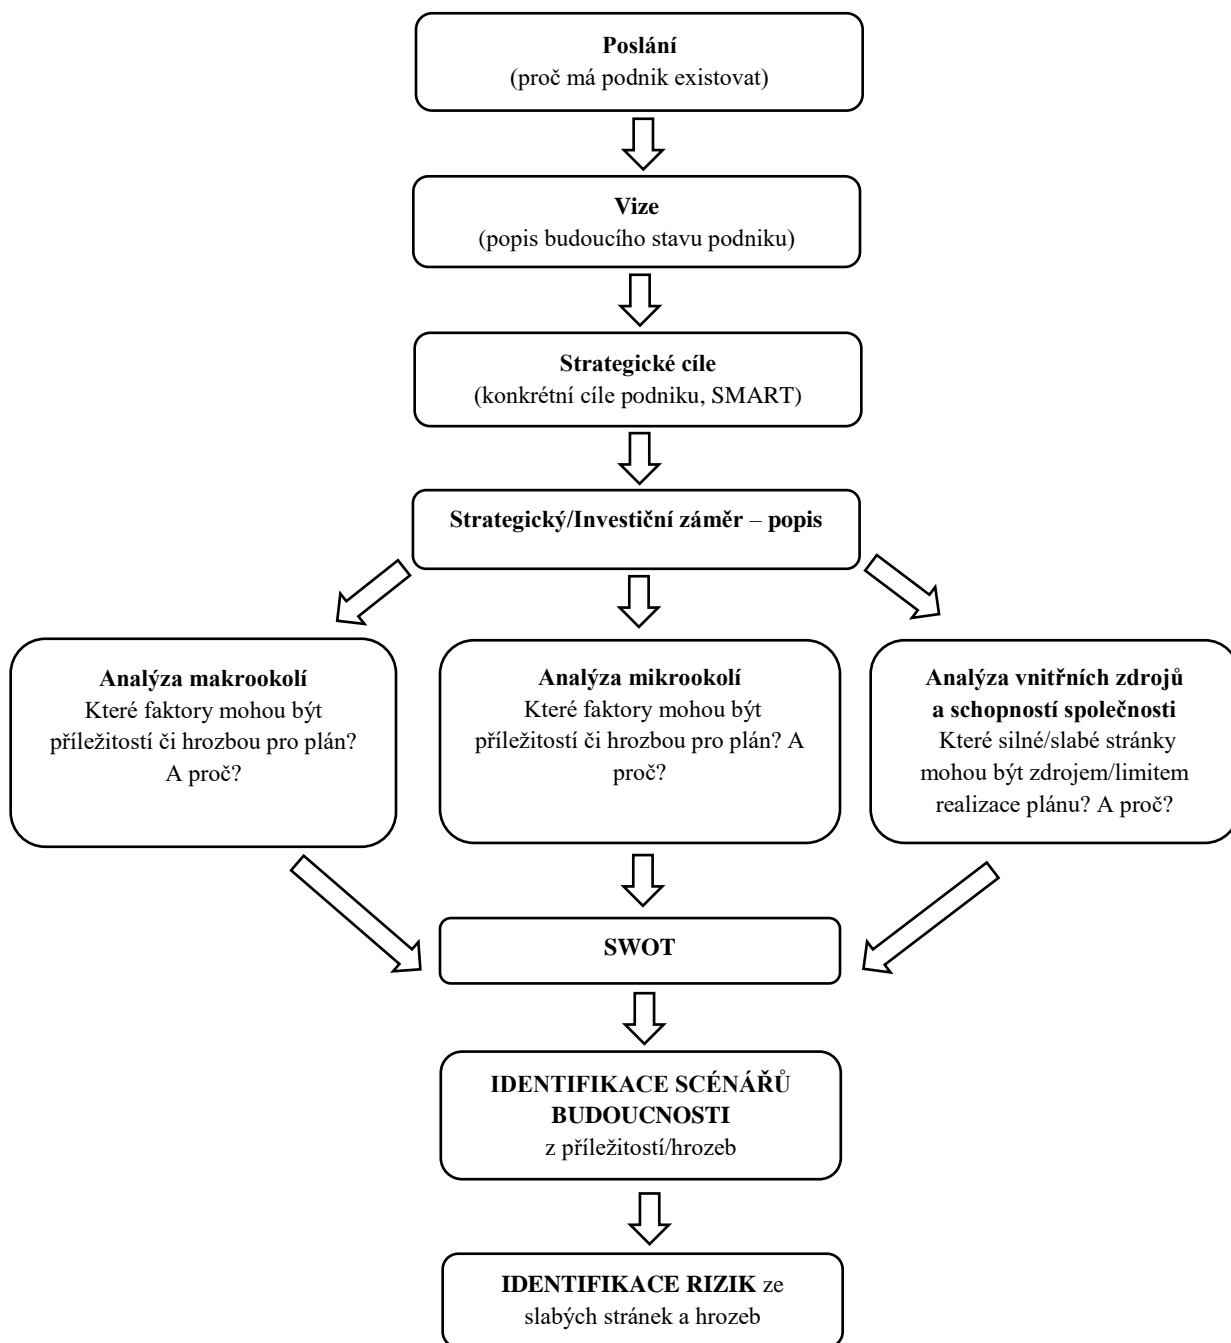 Poslání
(proč má podnik existovat)
Vize
(popis budoucího stavu podniku)
Strategické cíle
(konkrétní cíle podniku, SMART)
Strategický/Investiční záměr – popis
Analýza makrookolí
Které faktory mohou být
příležitostí či hrozbou pro plán?
A proč?
Analýza mikrookolí
Které faktory mohou být
příležitostí či hrozbou pro plán? A
proč?
Analýza vnitřních zdrojů
a schopností společnosti
Které silné/slabé stránky
mohou být zdrojem/limitem
realizace plánu? A proč?
SWOT
IDENTIFIKACE SCÉNÁŘŮ
BUDOUCNOSTI
z příležitostí/hrozeb
IDENTIFIKACE RIZIK ze
slabých stránek a hrozeb